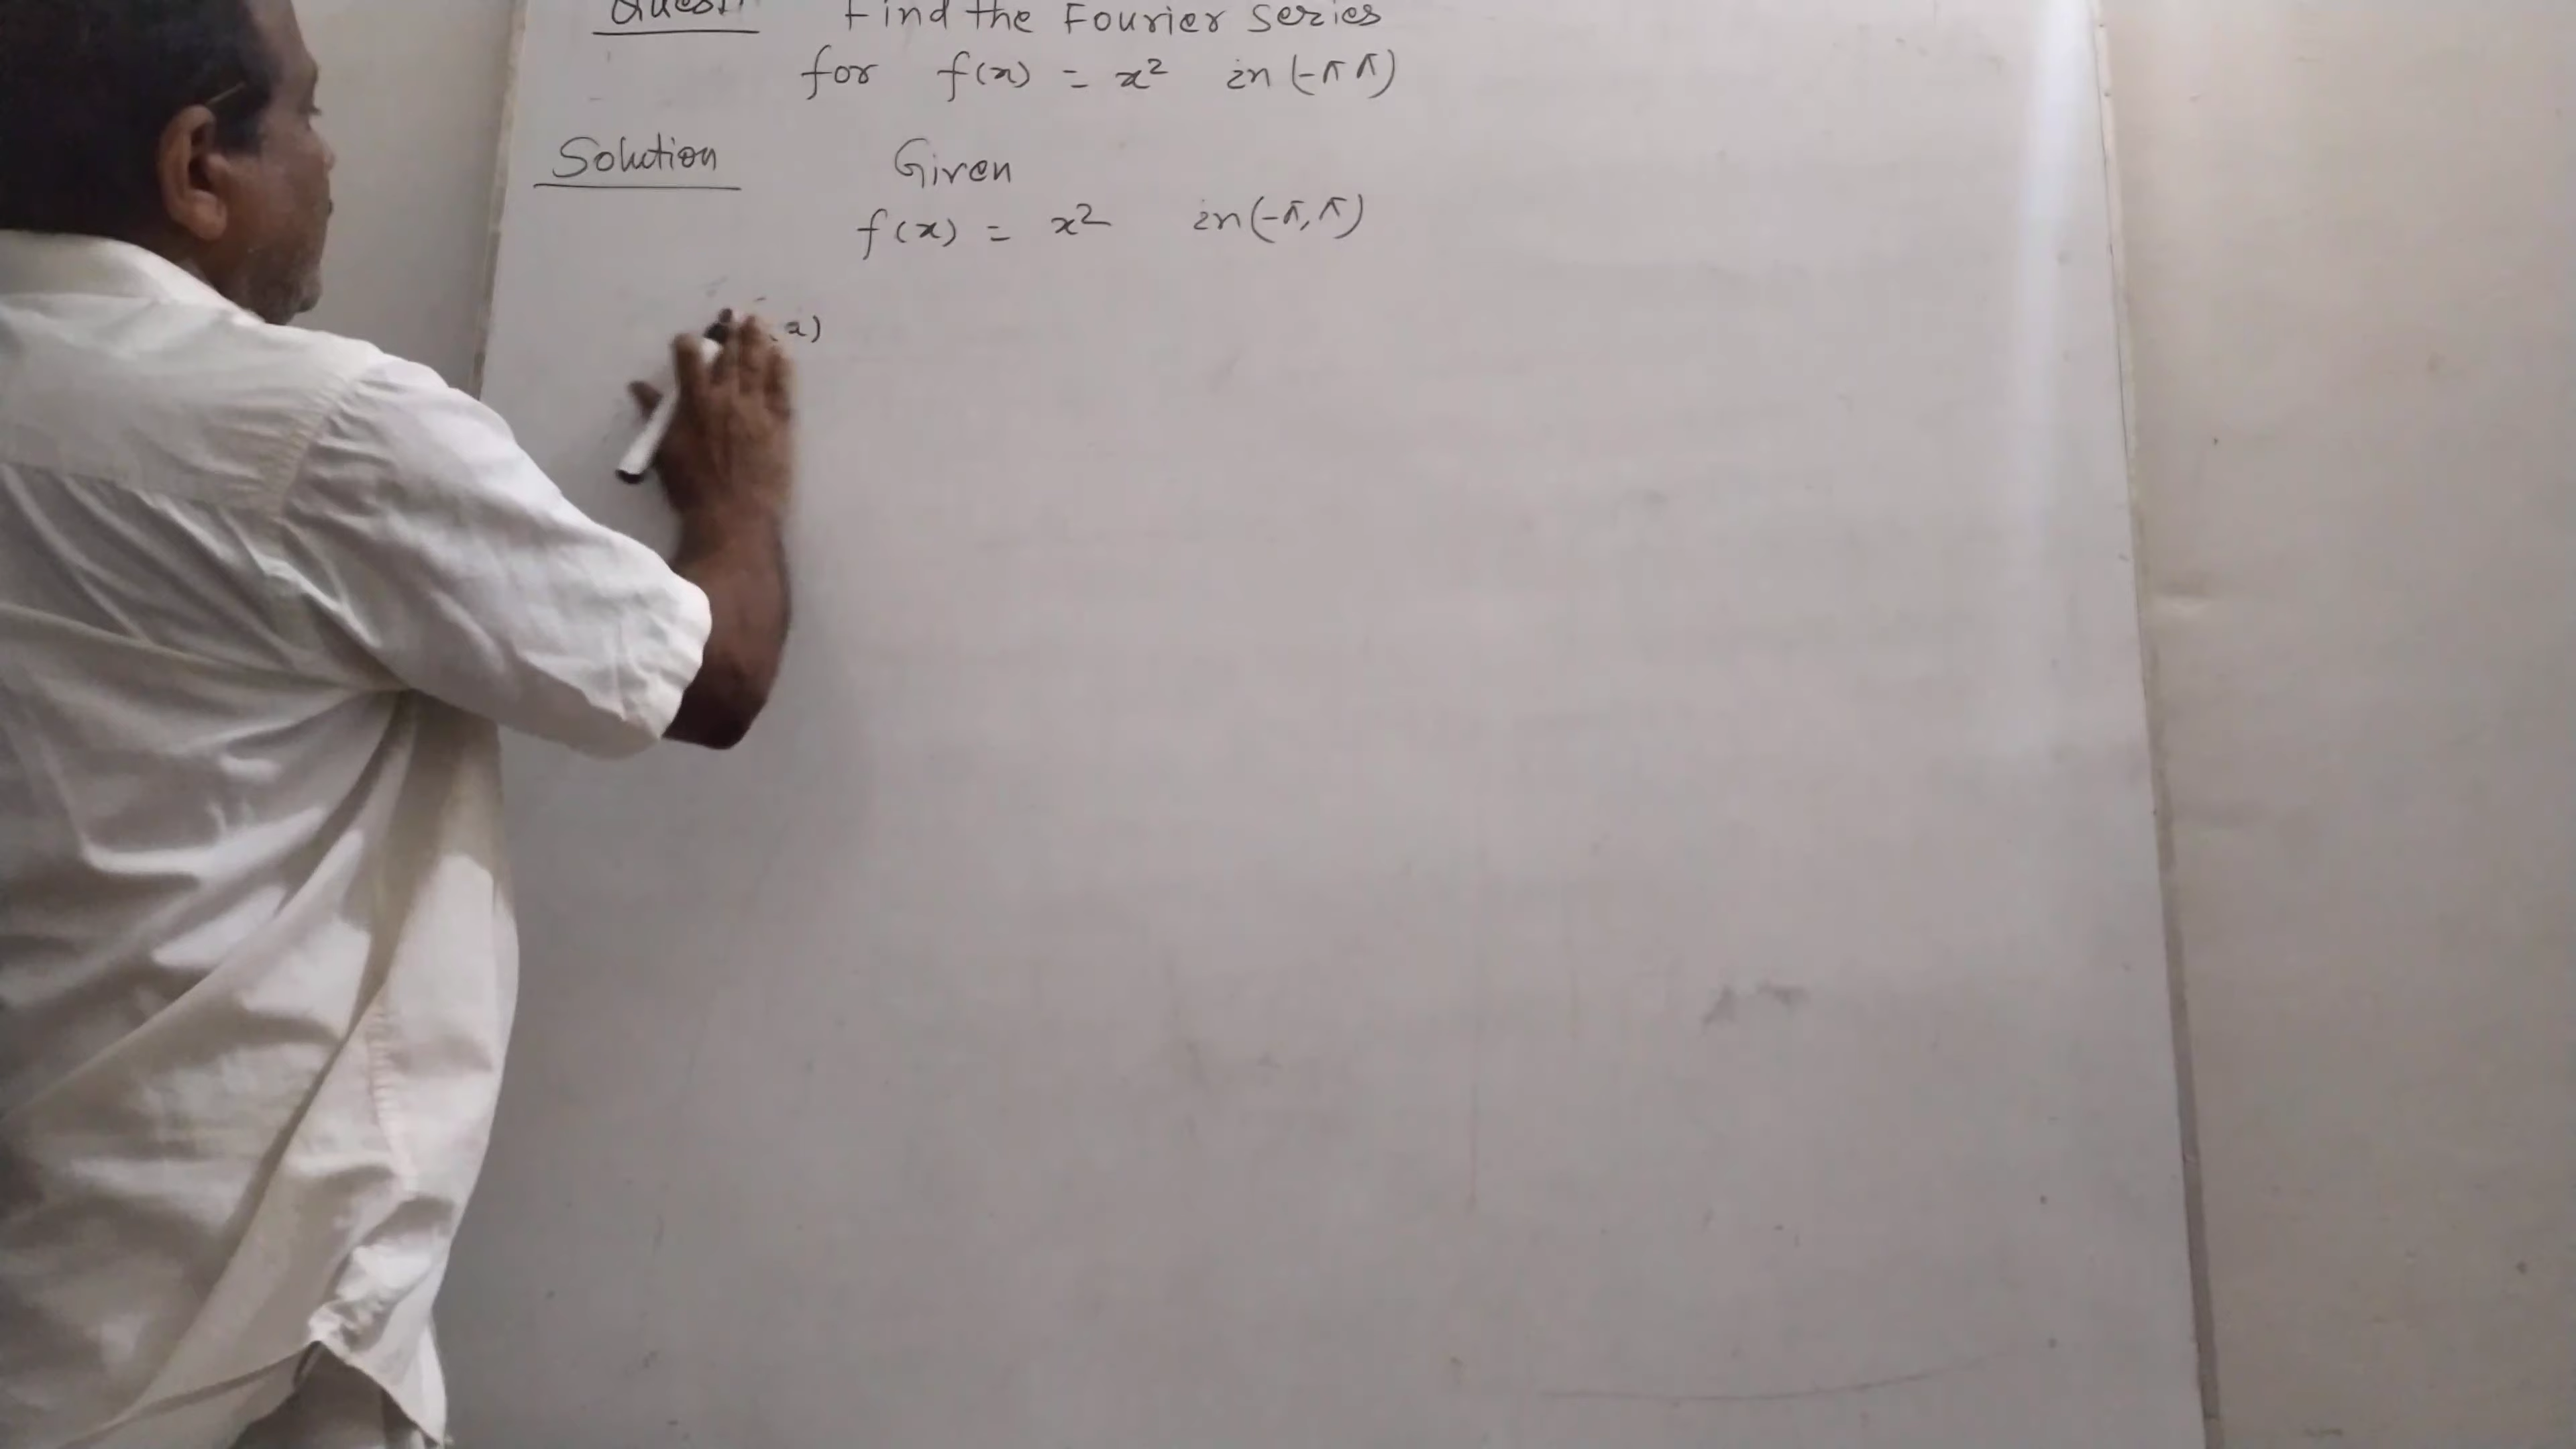 Quest: Find the Fourier series
for f(x) = x² in (-π π)
Solution Given
f(x) = x² in (-π, π)